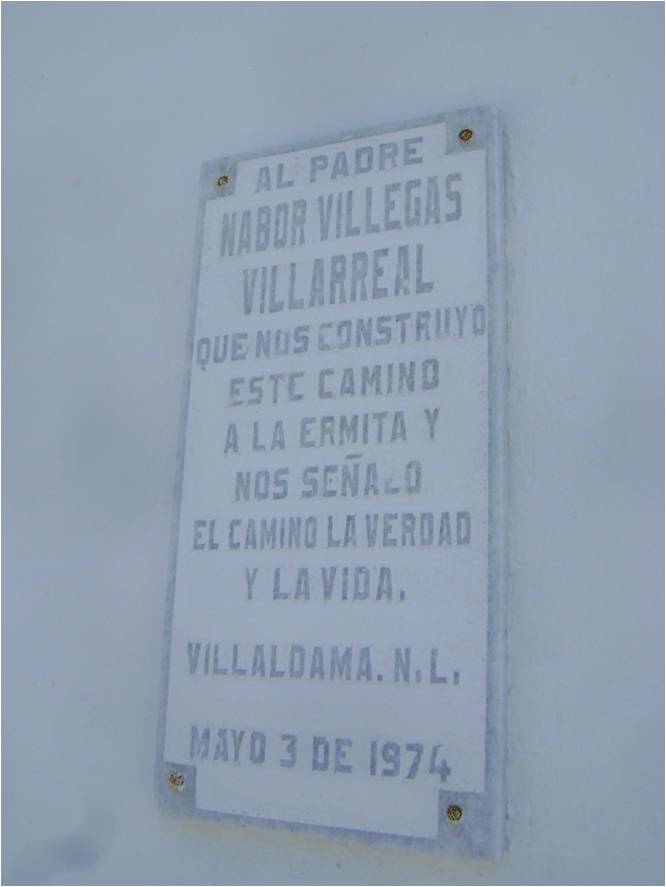 AL PADRE
NABOR VILLEGAS
VILLARREAL
QUE NOS CONSTRUYO
ESTE CAMINO
A LA ERMITA Y
NOS SEÑALO
EL CAMINO LA VERDAD
Y LA VIDA.
VILLALDAMA. N.L.
MAYO 3 DE 1974